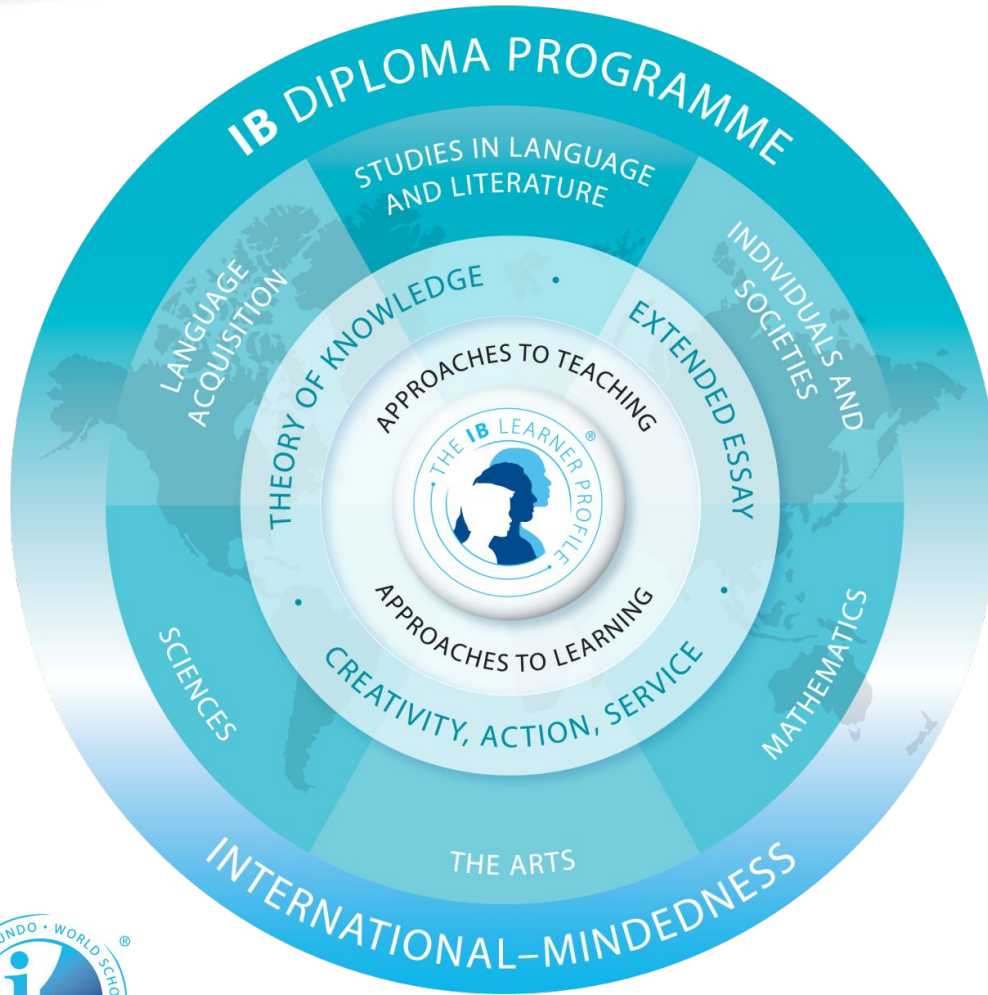 IB DIPLOMA PROGRAMME
STUDIES IN LANGUAGE
AND LITERATURE
LANGUAGE
ACQUISITION
INDIVIDUALS AND
SOCIETIES
THEORY OF KNOWLEDGE
•
EXTENDED ESSAY
APPROACHES TO TEACHING
THE IB LEARNER PROFILE ®
APPROACHES TO LEARNING
•
CREATIVITY, ACTION, SERVICE
•
SCIENCES
MATHEMATICS
THE ARTS
INTERNATIONAL–MINDEDNESS
• WORLD
®